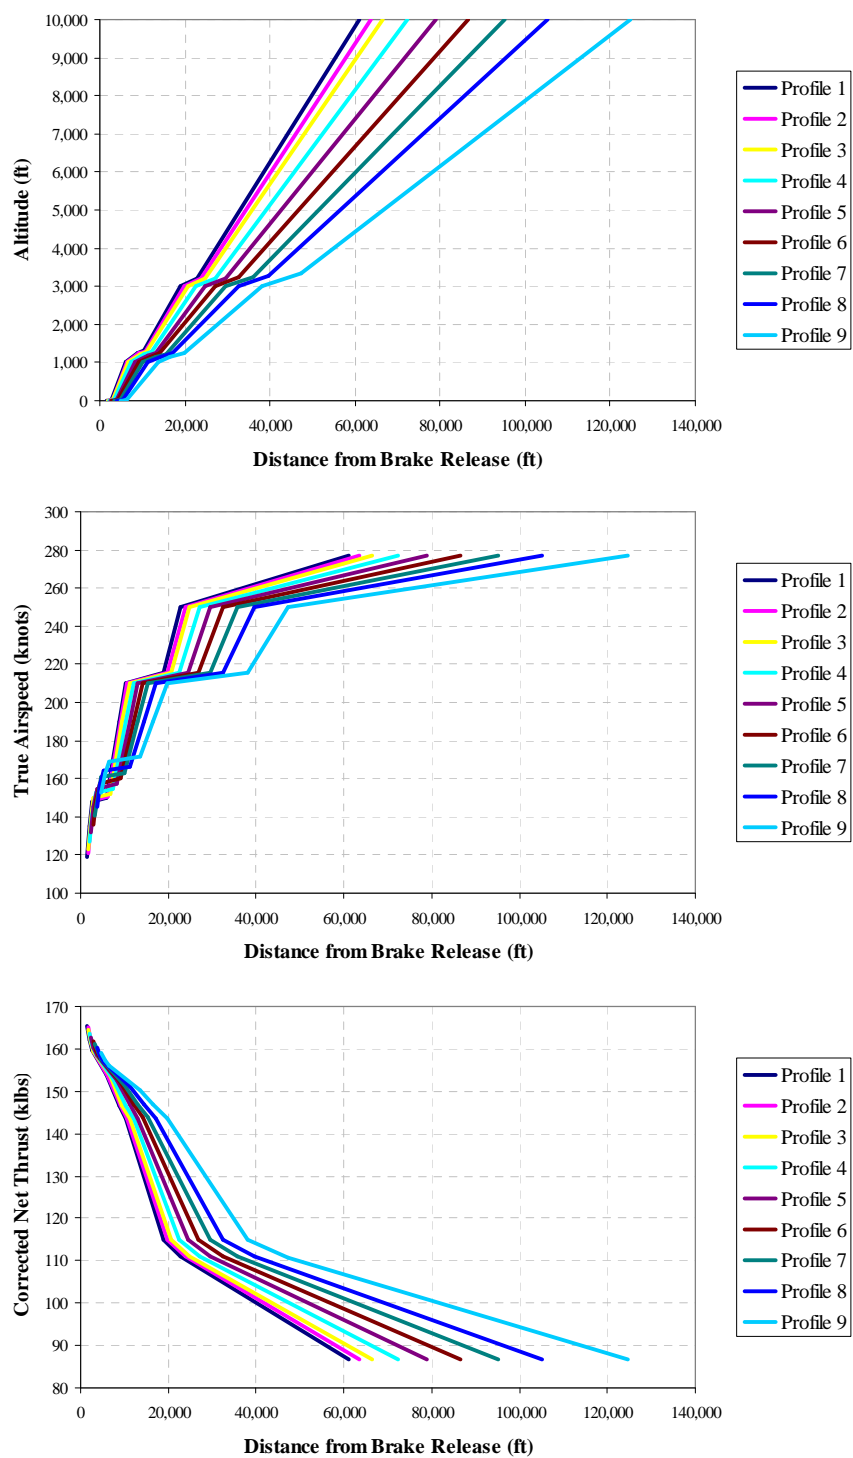 10,000
9,000
8,000
7,000
6,000
5,000
4,000
3,000
2,000
1,000
0
Altitude (ft)
0 20,000 40,000 60,000 80,000 100,000 120,000 140,000
Distance from Brake Release (ft)
Profile 1
Profile 2
Profile 3
Profile 4
Profile 5
Profile 6
Profile 7
Profile 8
Profile 9
300
280
260
240
220
200
180
160
140
120
100
True Airspeed (knots)
0 20,000 40,000 60,000 80,000 100,000 120,000 140,000
Distance from Brake Release (ft)
Profile 1
Profile 2
Profile 3
Profile 4
Profile 5
Profile 6
Profile 7
Profile 8
Profile 9
170
160
150
140
130
120
110
100
90
80
Corrected Net Thrust (klbs)
0 20,000 40,000 60,000 80,000 100,000 120,000 140,000
Distance from Brake Release (ft)
Profile 1
Profile 2
Profile 3
Profile 4
Profile 5
Profile 6
Profile 7
Profile 8
Profile 9